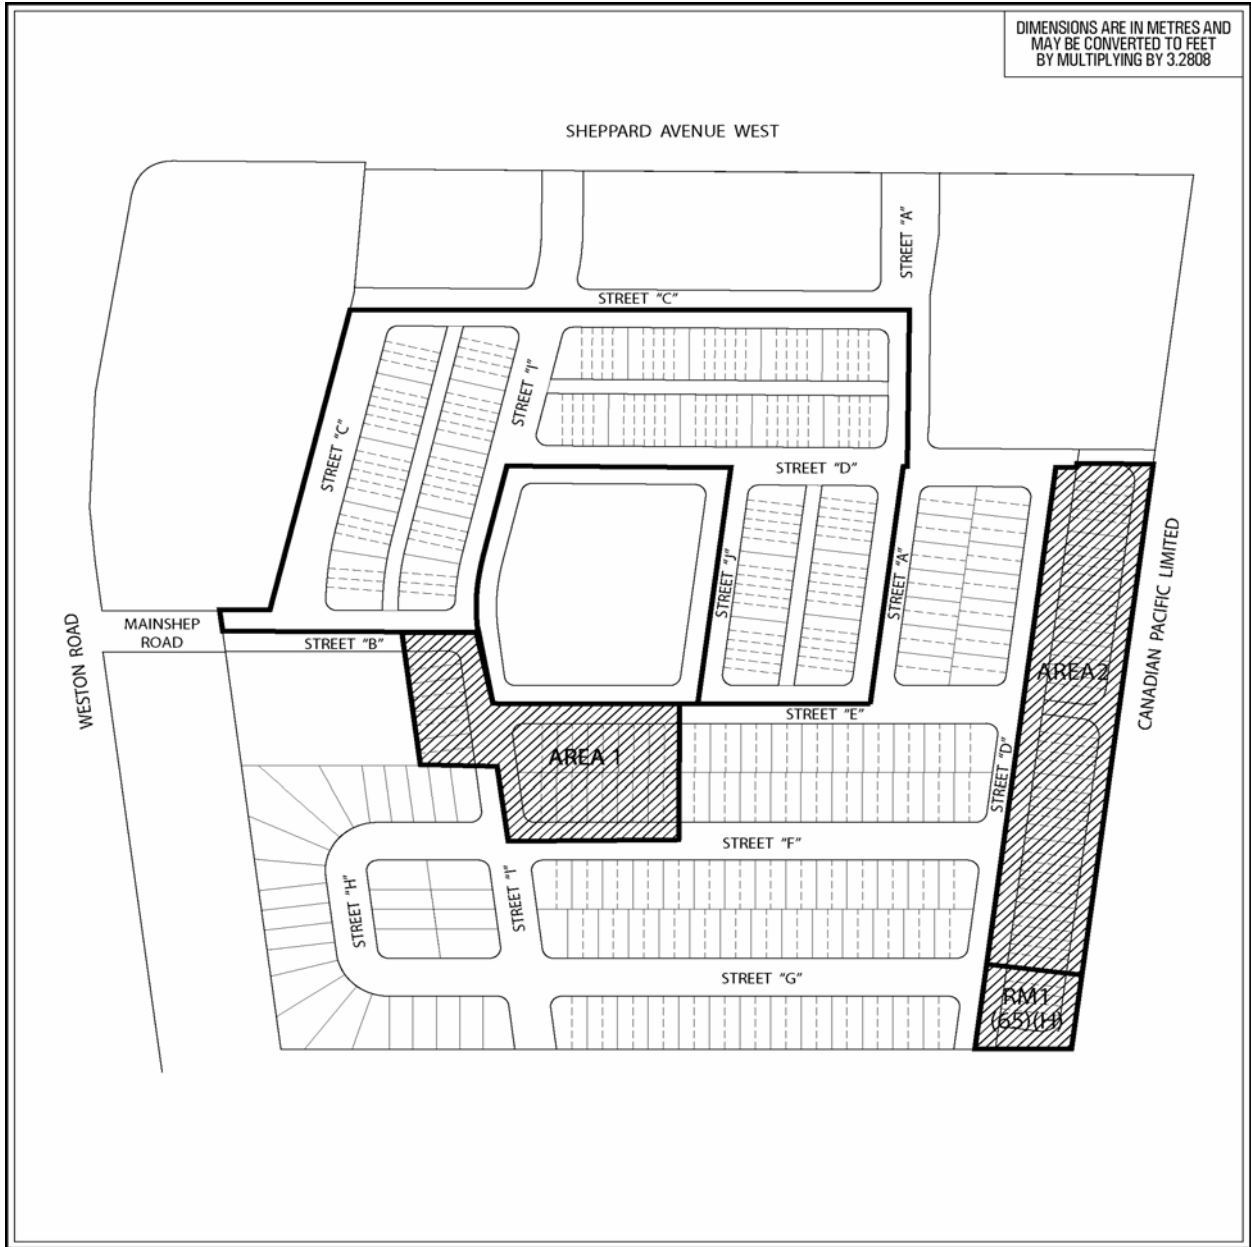 DIMENSIONS ARE IN METRES AND
MAY BE CONVERTED TO FEET
BY MULTIPLYING BY 3.2808
SHEPPARD AVENUE WEST
STREET "A"
STREET "C"
STREET "I"
STREET "C"
STREET "D"
STREET "J"
STREET "A"
CANADIAN PACIFIC LIMITED
WESTON ROAD
MAINSHEP
ROAD
STREET "B"
AREA2
STREET "E"
AREA 1
STREET "D"
STREET "F"
STREET "H"
STREET "I"
STREET "G"
RM1
(65)(H)